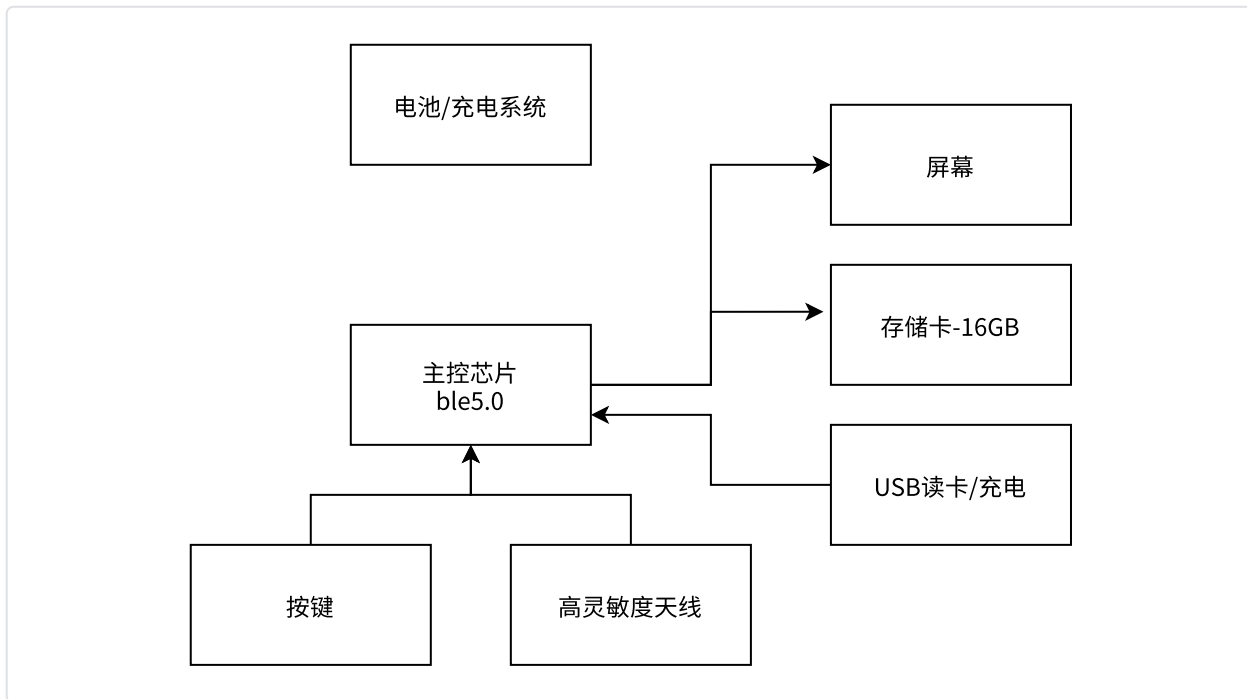 电池/充电系统
屏幕
存储卡-16GB
主控芯片
ble5.0
USB读卡/充电
按键
高灵敏度天线